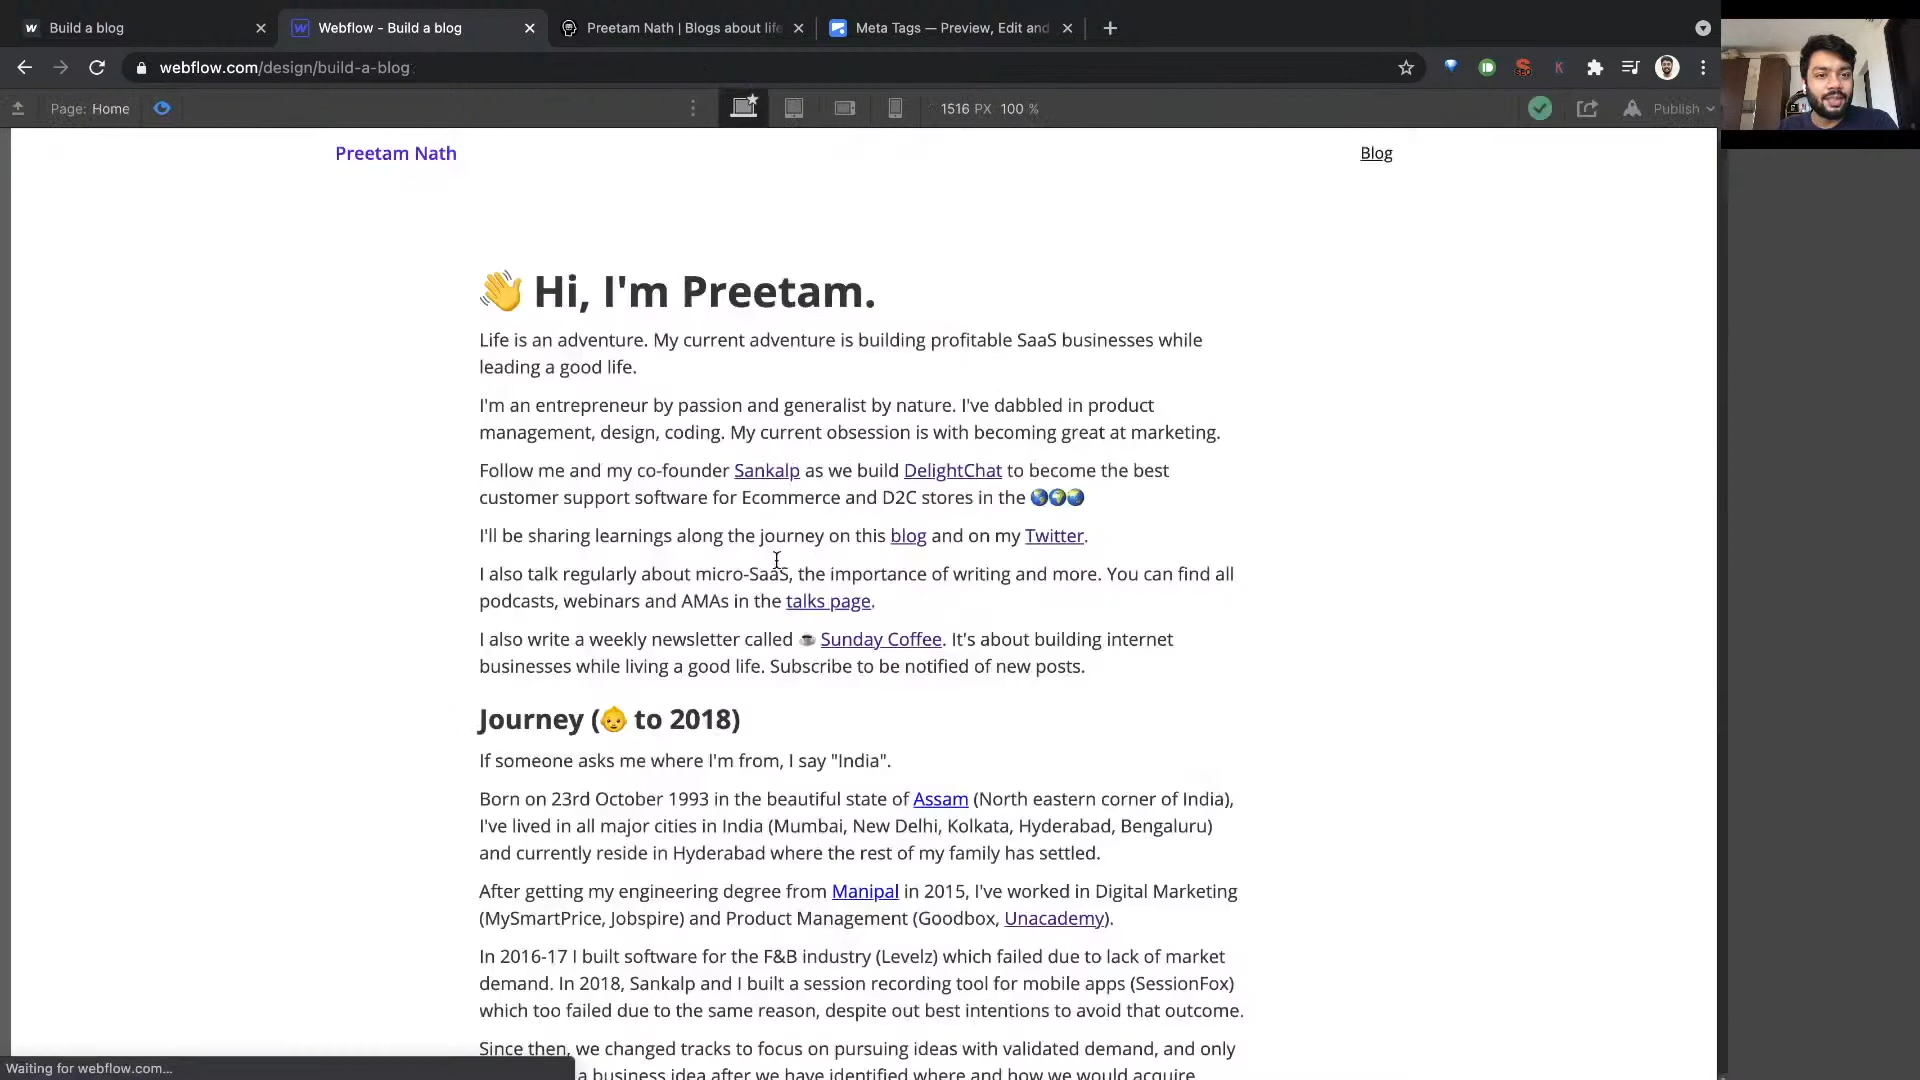 Build a blog
Webflow - Build a blog
Preetam Nath | Blogs about life
Meta Tags — Preview, Edit and
webflow.com/design/build-a-blog
Page: Home
1516 PX 100 %
Publish
Preetam Nath
Blog
👋 Hi, I'm Preetam.
Life is an adventure. My current adventure is building profitable SaaS businesses while
leading a good life.
I'm an entrepreneur by passion and generalist by nature. I've dabbled in product
management, design, coding. My current obsession is with becoming great at marketing.
Follow me and my co-founder Sankalp as we build DelightChat to become the best
customer support software for Ecommerce and D2C stores in the 🌎🌍🌏
I'll be sharing learnings along the journey on this blog and on my Twitter.
I also talk regularly about micro-SaaS, the importance of writing and more. You can find all
podcasts, webinars and AMAs in the talks page.
I also write a weekly newsletter called ☕ Sunday Coffee. It's about building internet
businesses while living a good life. Subscribe to be notified of new posts.
Journey (👶 to 2018)
If someone asks me where I'm from, I say "India".
Born on 23rd October 1993 in the beautiful state of Assam (North eastern corner of India),
I've lived in all major cities in India (Mumbai, New Delhi, Kolkata, Hyderabad, Bengaluru)
and currently reside in Hyderabad where the rest of my family has settled.
After getting my engineering degree from Manipal in 2015, I've worked in Digital Marketing
(MySmartPrice, Jobspire) and Product Management (Goodbox, Unacademy).
In 2016-17 I built software for the F&B industry (Levelz) which failed due to lack of market
demand. In 2018, Sankalp and I built a session recording tool for mobile apps (SessionFox)
which too failed due to the same reason, despite out best intentions to avoid that outcome.
Since then, we changed tracks to focus on pursuing ideas with validated demand, and only
a business idea after we have identified where and how we would acquire
Waiting for webflow.com...